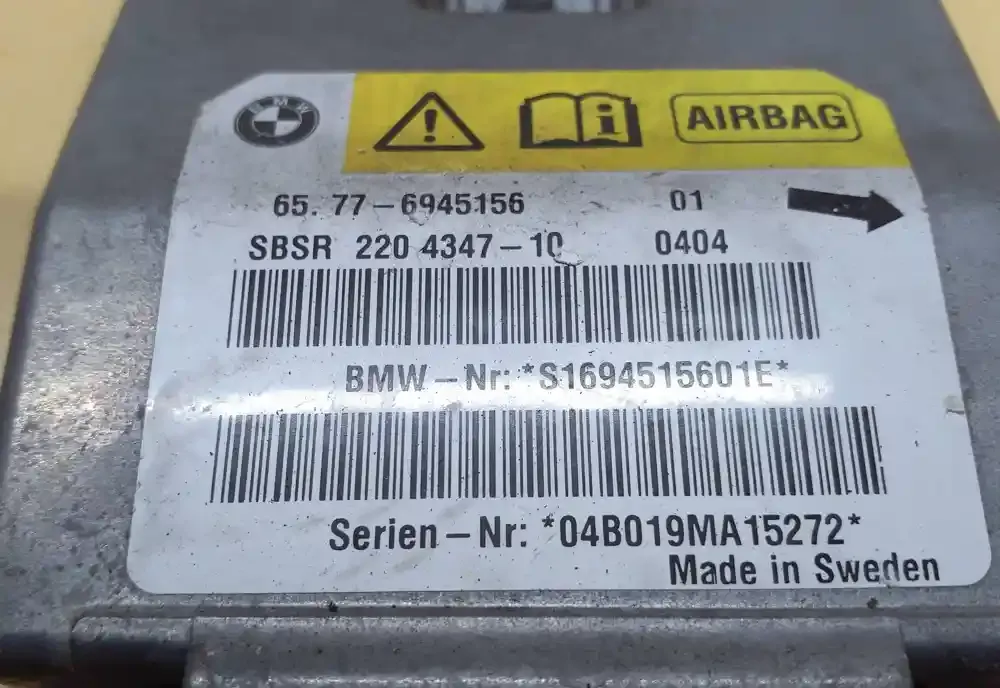 BMW
AIRBAG
65. 77-6945156 01
SBSR 220 4347-10 0404
BMW-Nr: *S1694515601E*
Serien-Nr: *04B019MA15272*
Made in Sweden